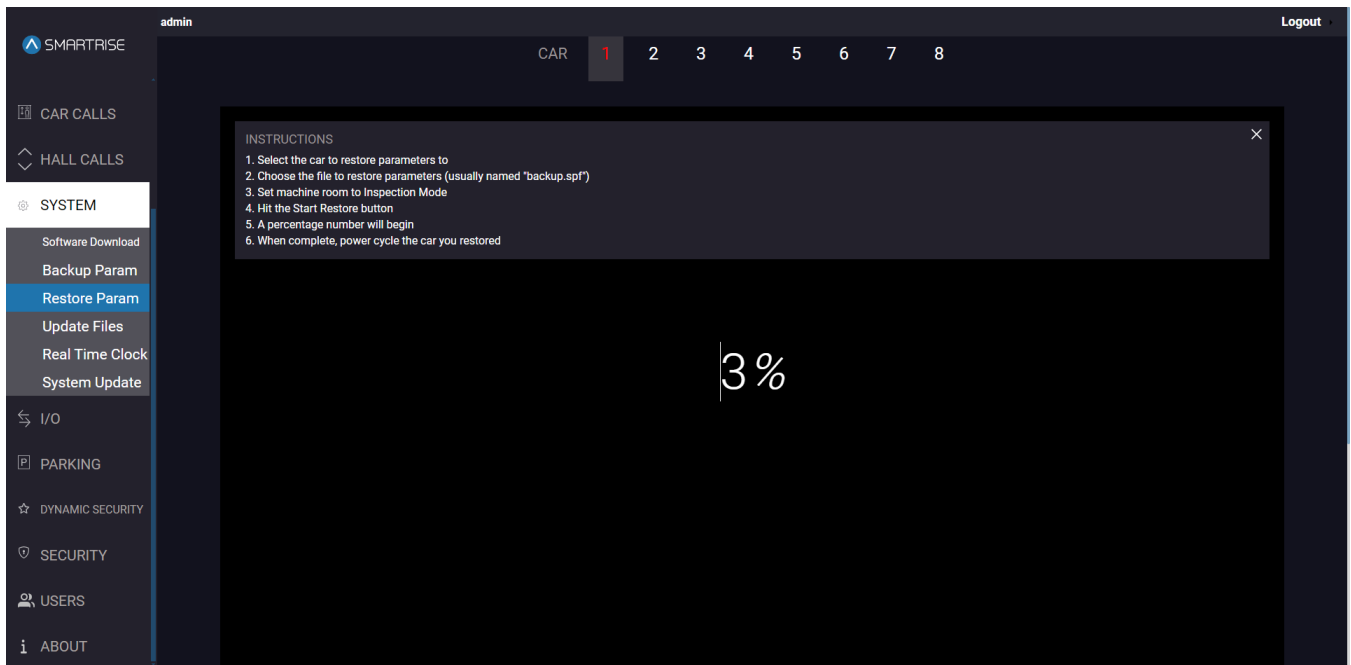 admin
Logout
SMARTRISE
CAR 1 2 3 4 5 6 7 8
CAR CALLS
HALL CALLS
SYSTEM
Software Download
Backup Param
Restore Param
Update Files
Real Time Clock
System Update
I/O
PARKING
DYNAMIC SECURITY
SECURITY
USERS
ABOUT
INSTRUCTIONS
1. Select the car to restore parameters to
2. Choose the file to restore parameters (usually named "backup.spf")
3. Set machine room to Inspection Mode
4. Hit the Start Restore button
5. A percentage number will begin
6. When complete, power cycle the car you restored
3 %